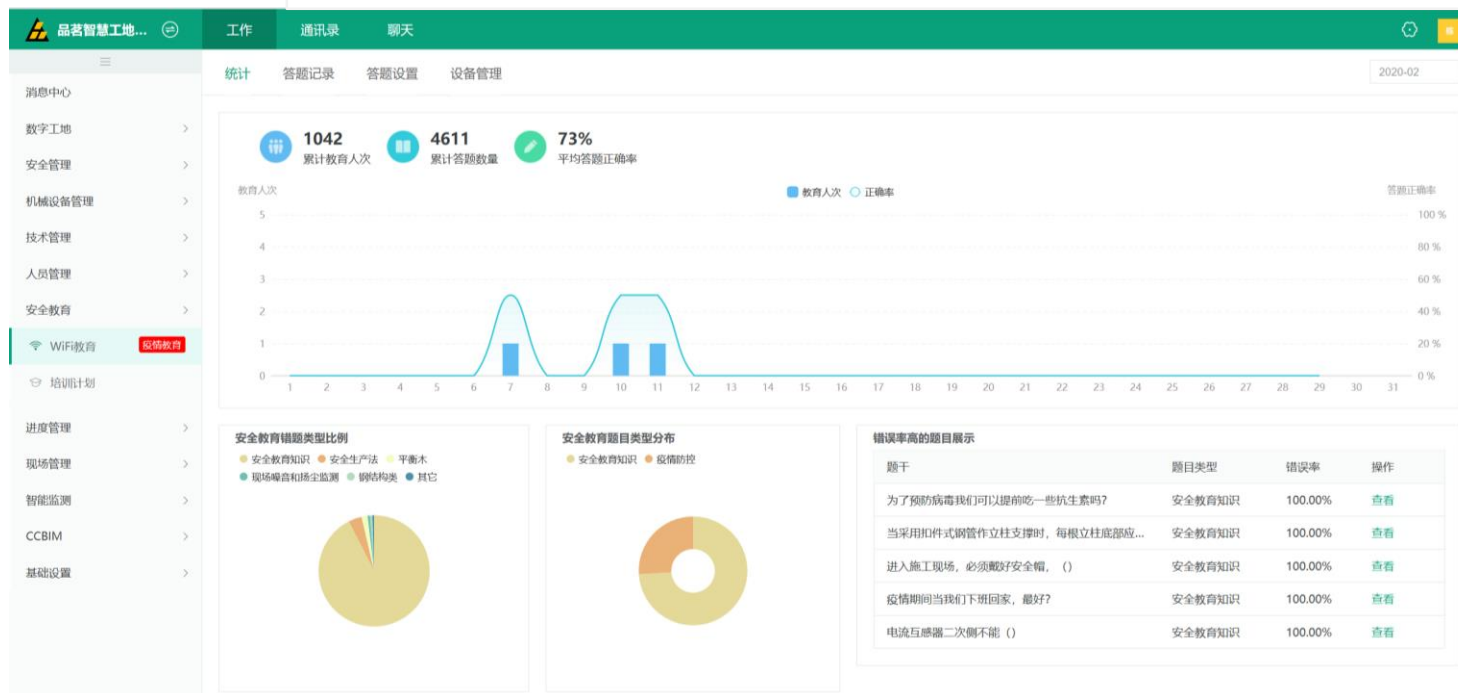 品茗智慧工地...
工作 通讯录 聊天
统计 答题记录 答题设置 设备管理
2020-02
消息中心
数字工地
安全管理
机械设备管理
技术管理
人员管理
安全教育
WiFi教育 疫情教育
培训计划
进度管理
现场管理
智能监测
CCBIM
基础设置
1042
累计教育人次
4611
累计答题数量
73%
平均答题正确率
教育人次
教育人次 正确率
答题正确率
5 100 %
4 80 %
3 60 %
2 40 %
1 20 %
0 0 %
1 2 3 4 5 6 7 8 9 10 11 12 13 14 15 16 17 18 19 20 21 22 23 24 25 26 27 28 29 30 31
安全教育错题类型比例
安全教育知识 安全生产法 平衡木
现场噪音和扬尘监测 钢结构类 其它
安全教育题目类型分布
安全教育知识 疫情防控
错误率高的题目展示
题干 题目类型 错误率 操作
为了预防病毒我们可以提前吃一些抗生素吗? 安全教育知识 100.00% 查看
当采用扣件式钢管作立柱支撑时，每根立柱底部应... 安全教育知识 100.00% 查看
进入施工现场，必须戴好安全帽，（） 安全教育知识 100.00% 查看
疫情期间当我们下班回家，最好? 安全教育知识 100.00% 查看
电流互感器二次侧不能（） 安全教育知识 100.00% 查看